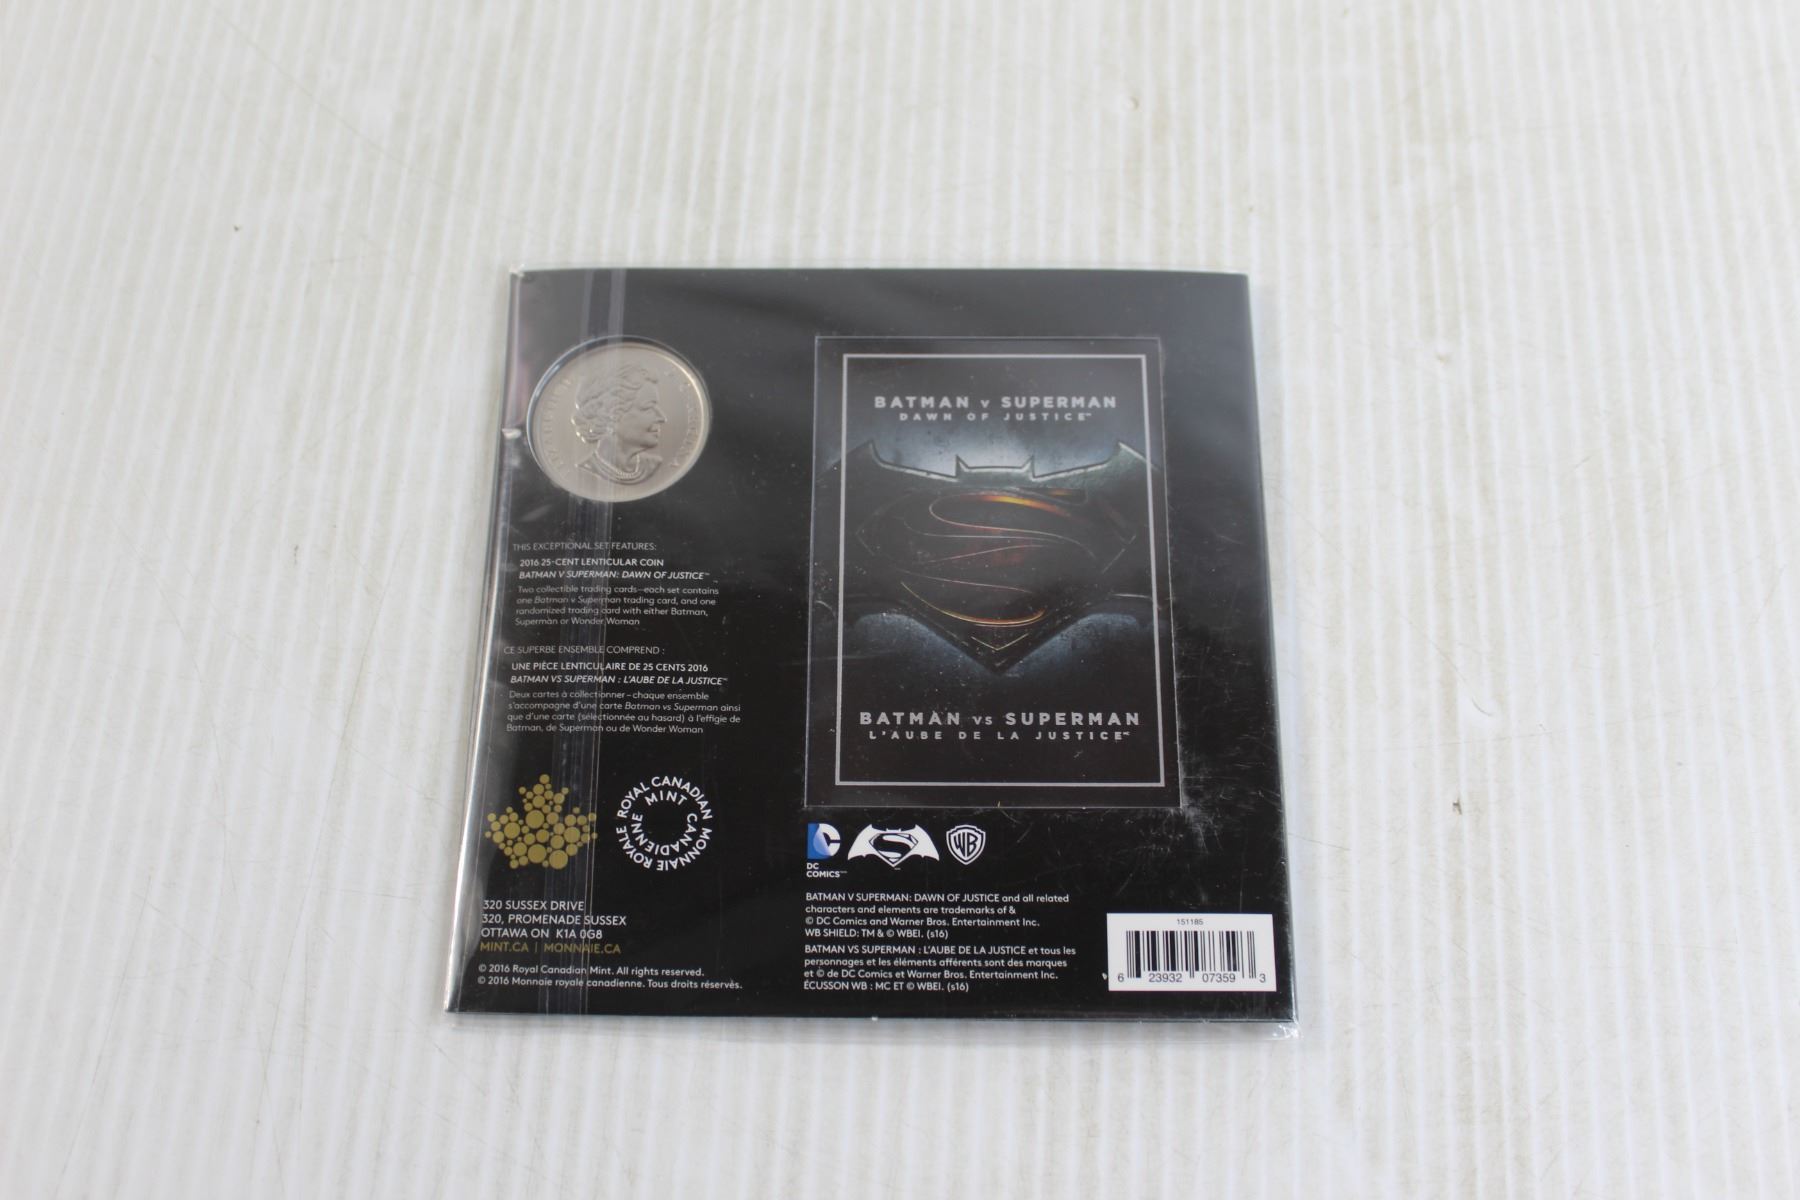 ELIZABETH II
D. G. REGINA
THIS EXCEPTIONAL SET FEATURES:
2016 25-CENT LENTICULAR COIN
BATMAN V SUPERMAN: DAWN OF JUSTICE™
Two collectible trading cards—each set contains
one Batman v Superman trading card, and one
randomized trading card with either Batman,
Superman or Wonder Woman
CE SUPERBE ENSEMBLE COMPREND :
UNE PIÈCE LENTICULAIRE DE 25 CENTS 2016
BATMAN VS SUPERMAN : L'AUBE DE LA JUSTICE™
Deux cartes à collectionner – chaque ensemble
s'accompagne d'une carte Batman vs Superman ainsi
que d'une carte (sélectionnée au hasard) à l'effigie de
Batman, de Superman ou de Wonder Woman
ROYAL CANADIAN MINT
MONNAIE ROYALE CANADIENNE
320 SUSSEX DRIVE
320, PROMENADE SUSSEX
OTTAWA ON K1A 0G8
MINT.CA | MONNAIE.CA
© 2016 Royal Canadian Mint. All rights reserved.
© 2016 Monnaie royale canadienne. Tous droits réservés.
BATMAN v SUPERMAN
DAWN OF JUSTICE™
BATMAN vs SUPERMAN
L'AUBE DE LA JUSTICE
DC
COMICS™
WB
BATMAN V SUPERMAN: DAWN OF JUSTICE and all related
characters and elements are trademarks of &
© DC Comics and Warner Bros. Entertainment Inc.
WB SHIELD: TM & © WBEI. (s16)
BATMAN VS SUPERMAN : L'AUBE DE LA JUSTICE et tous les
personnages et les éléments afférents sont des marques
et © de DC Comics et Warner Bros. Entertainment Inc.
ÉCUSSON WB : MC ET © WBEI. (s16)
151185
6 23932 07359 3